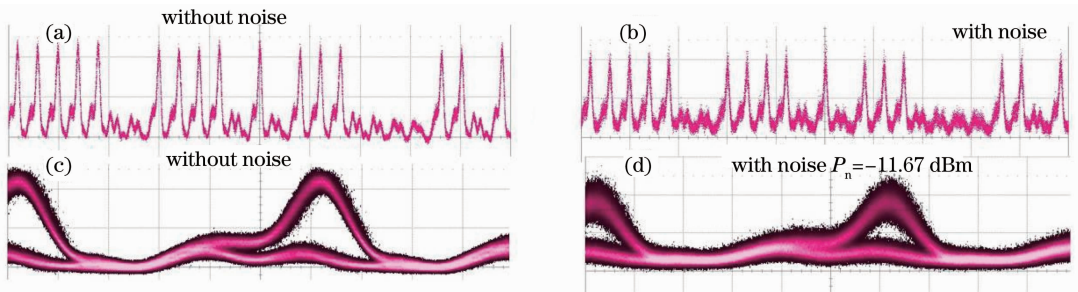 (a) without noise
(b) with noise
(c) without noise
(d) with noise Pn=−11.67 dBm